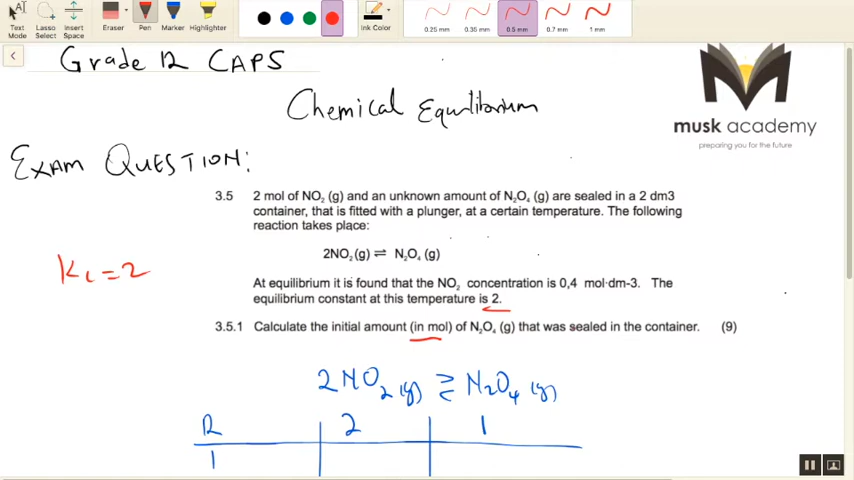 Text Mode
Lasso Select
Insert Space
Eraser
Pen
Marker
Highlighter
Ink Color
0.25 mm
0.35 mm
0.5 mm
0.7 mm
1 mm
Grade 12 CAPS
Chemical Equilibrium
musk academy
preparing you for the future
EXAM QUESTION:
3.5 2 mol of NO₂ (g) and an unknown amount of N₂O₄ (g) are sealed in a 2 dm3
container, that is fitted with a plunger, at a certain temperature. The following
reaction takes place:
2NO₂(g) ⇌ N₂O₄ (g)
Kc = 2
At equilibrium it is found that the NO₂ concentration is 0,4 mol·dm-3. The
equilibrium constant at this temperature is 2.
3.5.1 Calculate the initial amount (in mol) of N₂O₄ (g) that was sealed in the container. (9)
2NO₂(g) ⇌ N₂O₄(g)
R 2 1
I